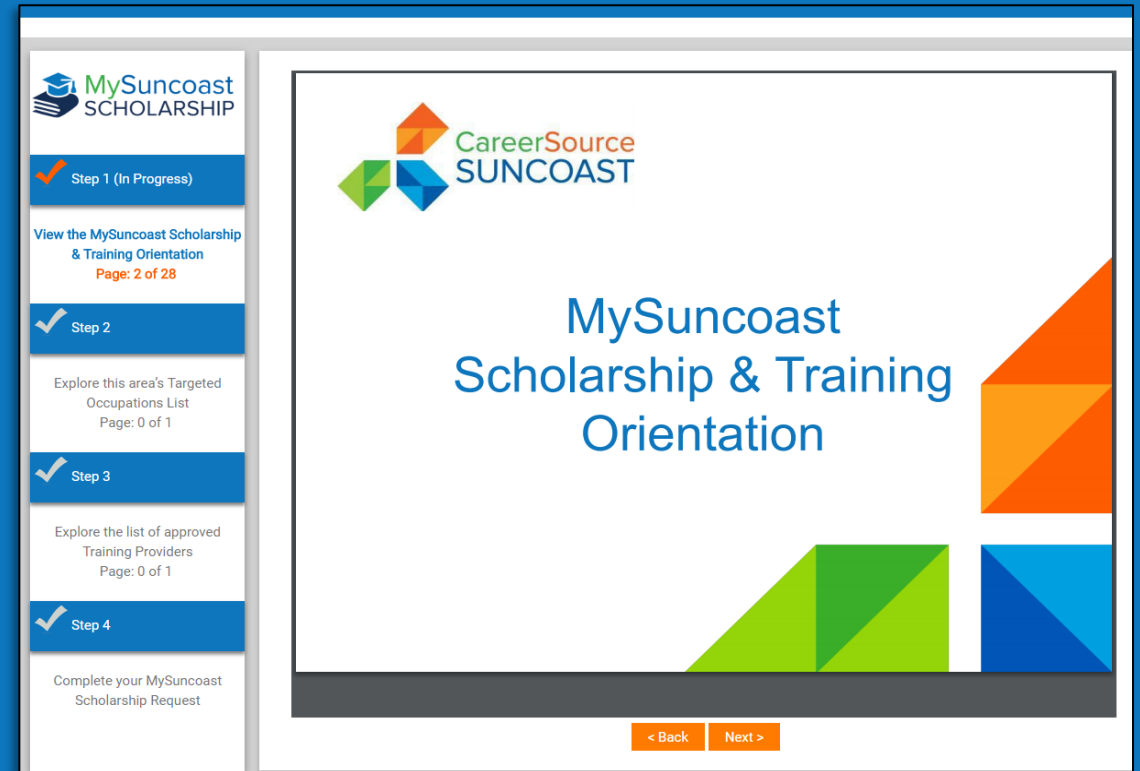 MySuncoast
SCHOLARSHIP
Step 1 (In Progress)
View the MySuncoast Scholarship
& Training Orientation
Page: 2 of 28
Step 2
Explore this area's Targeted
Occupations List
Page: 0 of 1
Step 3
Explore the list of approved
Training Providers
Page: 0 of 1
Step 4
Complete your MySuncoast
Scholarship Request
CareerSource
SUNCOAST
MySuncoast
Scholarship & Training
Orientation
< Back
Next >